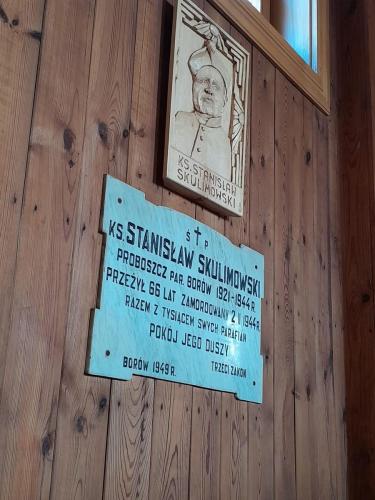 KS. STANISŁAW
SKULIMOWSKI
Ś † P
KS. STANISŁAW SKULIMOWSKI
PROBOSZCZ PAR. BORÓW 1921-1944 R.
PRZEŻYŁ 66 LAT ZAMORDOWANY 2 II 1944 R.
RAZEM Z TYSIĄCEM SWYCH PARAFIAN
POKÓJ JEGO DUSZY
BORÓW 1949 R. TRZECI ZAKON